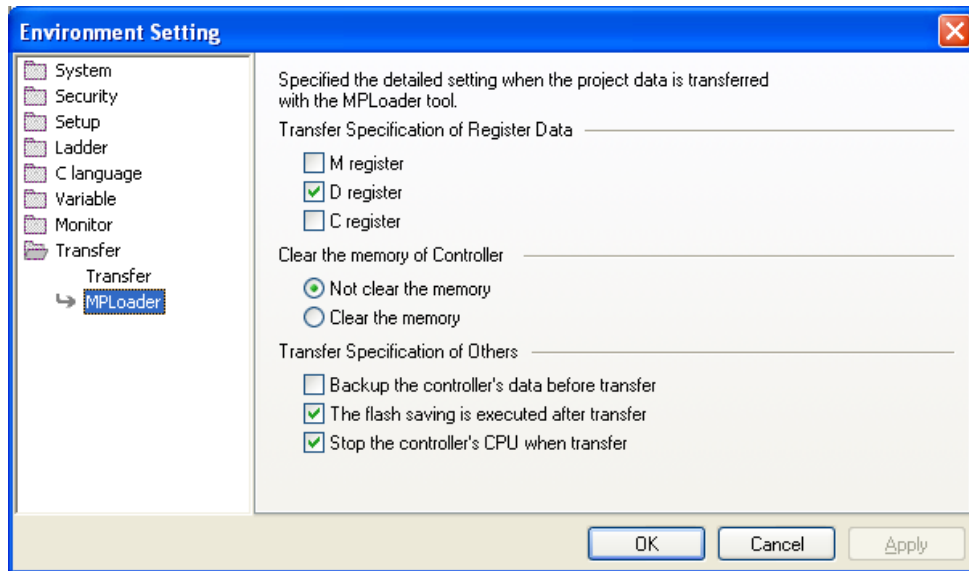 Environment Setting
System
Security
Setup
Ladder
C language
Variable
Monitor
Transfer
Transfer
MPLoader
Specified the detailed setting when the project data is transferred
with the MPLoader tool.
Transfer Specification of Register Data
M register
D register
C register
Clear the memory of Controller
Not clear the memory
Clear the memory
Transfer Specification of Others
Backup the controller's data before transfer
The flash saving is executed after transfer
Stop the controller's CPU when transfer
OK
Cancel
Apply